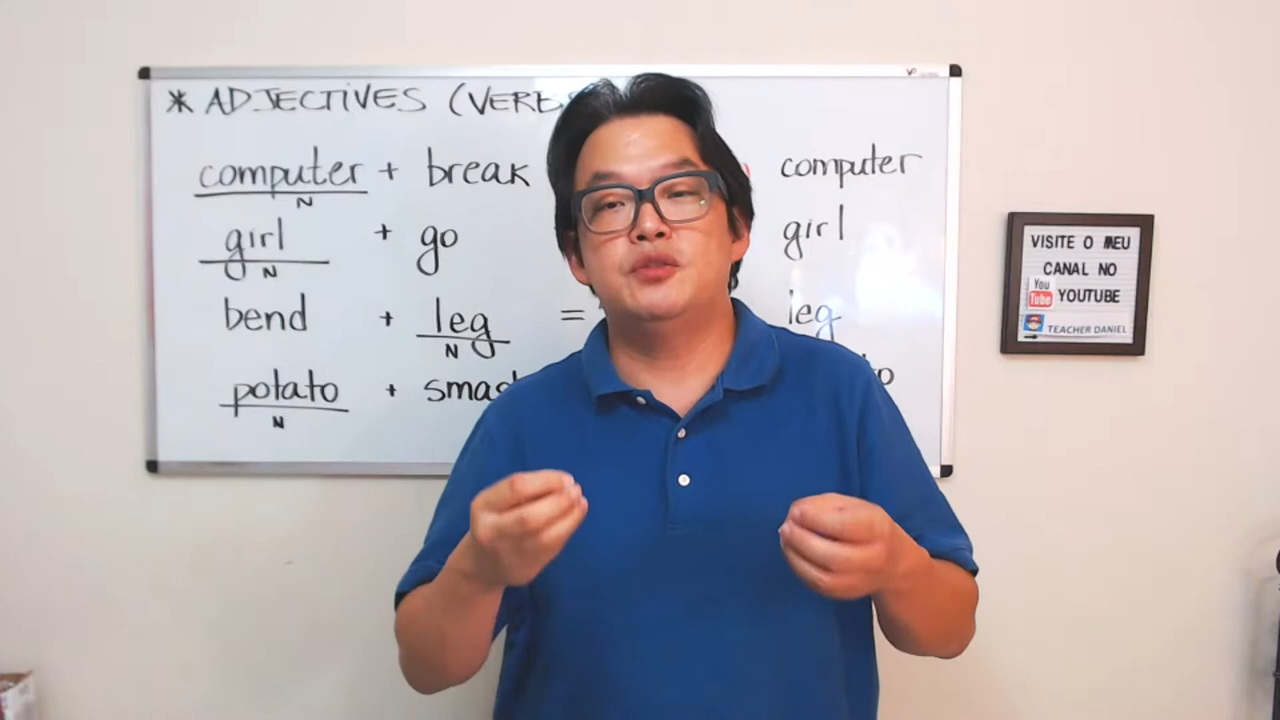 * ADJECTIVES (VERB
computer + break computer
N
girl + go girl
N
bend + leg = leg
N
potato + smas
N
VISITE O MEU
CANAL NO
You
Tube YOUTUBE
TEACHER DANIEL